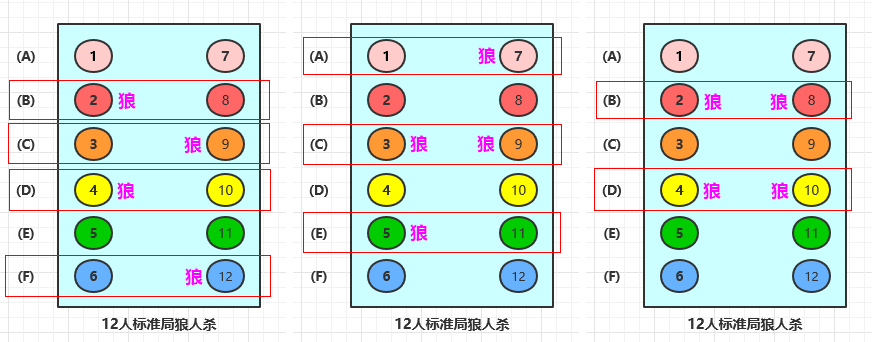 (A) 1 7
(B) 2 狼 8
(C) 3 狼 9
(D) 4 狼 10
(E) 5 11
(F) 6 狼 12
12人标准局狼人杀
(A) 1 狼 7
(B) 2 8
(C) 3 狼 狼 9
(D) 4 10
(E) 5 狼 11
(F) 6 12
12人标准局狼人杀
(A) 1 7
(B) 2 狼 狼 8
(C) 3 9
(D) 4 狼 狼 10
(E) 5 11
(F) 6 12
12人标准局狼人杀